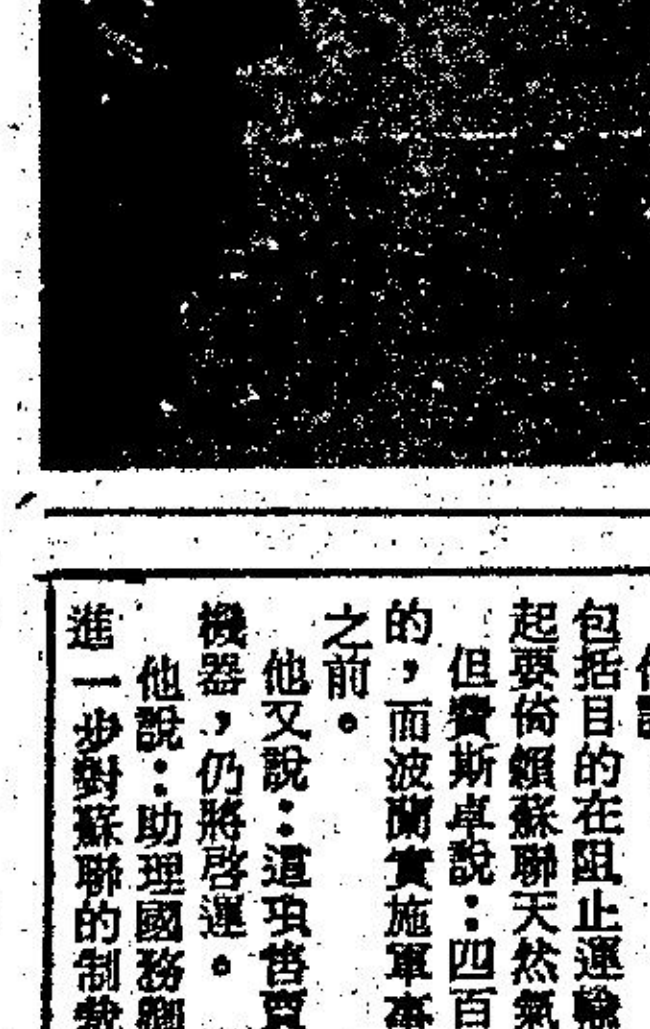 他說
包括目的在阻止運輸
起要倚賴蘇聯天然氣
但費斯卓說：四百
的，而波蘭實施軍事
之前。
他又說：這項售賣
機器，仍將啓運。
他說：助理國務
進一步對蘇聯的制裁